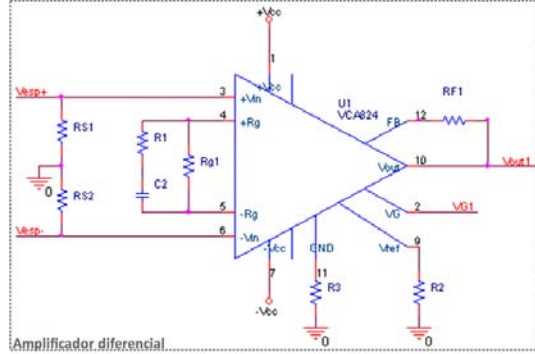 +Vcc
1
+Vcc
Vesp+
3
+Vin
U1
VCA824
RF1
4
+Rg
FB
12
RS1
R1
Rg1
Vout
10
Vout1
0
C2
RS2
5
-Rg
VG
2
VG1
Vesp-
6
-Vin
-Vcc
GND
Vref
9
7
11
R3
R2
-Vcc
0
0
Amplificador diferencial